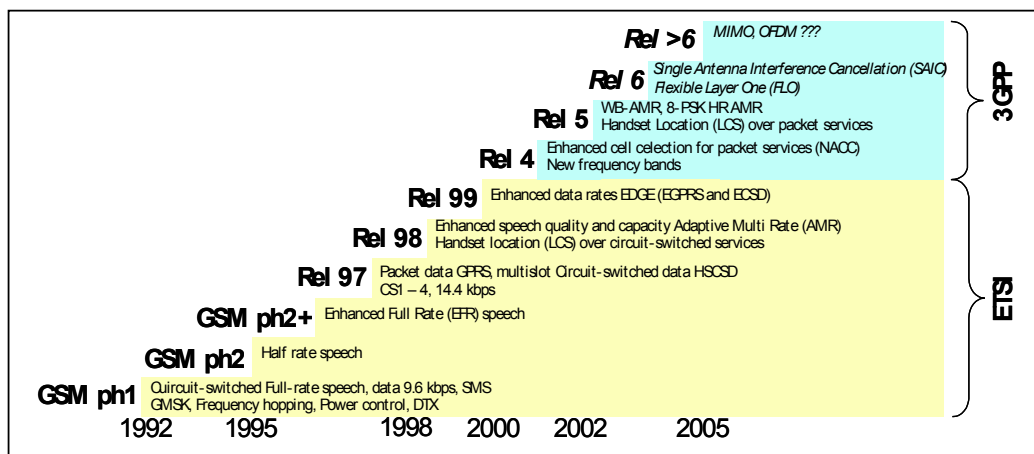 Rel >6
MIMO, OFDM ???
Rel 6
Single Antenna Interference Cancellation (SAIC)
Flexible Layer One (FLO)
Rel 5
WB-AMR, 8-PSK HR AMR
Handset Location (LCS) over packet services
Rel 4
Enhanced cell celection for packet services (NACC)
New frequency bands
3GPP
Rel 99
Enhanced data rates EDGE (EGPRS and ECSD)
Rel 98
Enhanced speech quality and capacity Adaptive Multi Rate (AMR)
Handset location (LCS) over circuit-switched services
Rel 97
Packet data GPRS, multislot Circuit-switched data HSCSD
CS1 – 4, 14.4 kbps
GSM ph2+
Enhanced Full Rate (EFR) speech
GSM ph2
Half rate speech
GSM ph1
Cuircuit-switched Full-rate speech, data 9.6 kbps, SMS
GMSK, Frequency hopping, Power control, DTX
ETSI
1992 1995 1998 2000 2002 2005